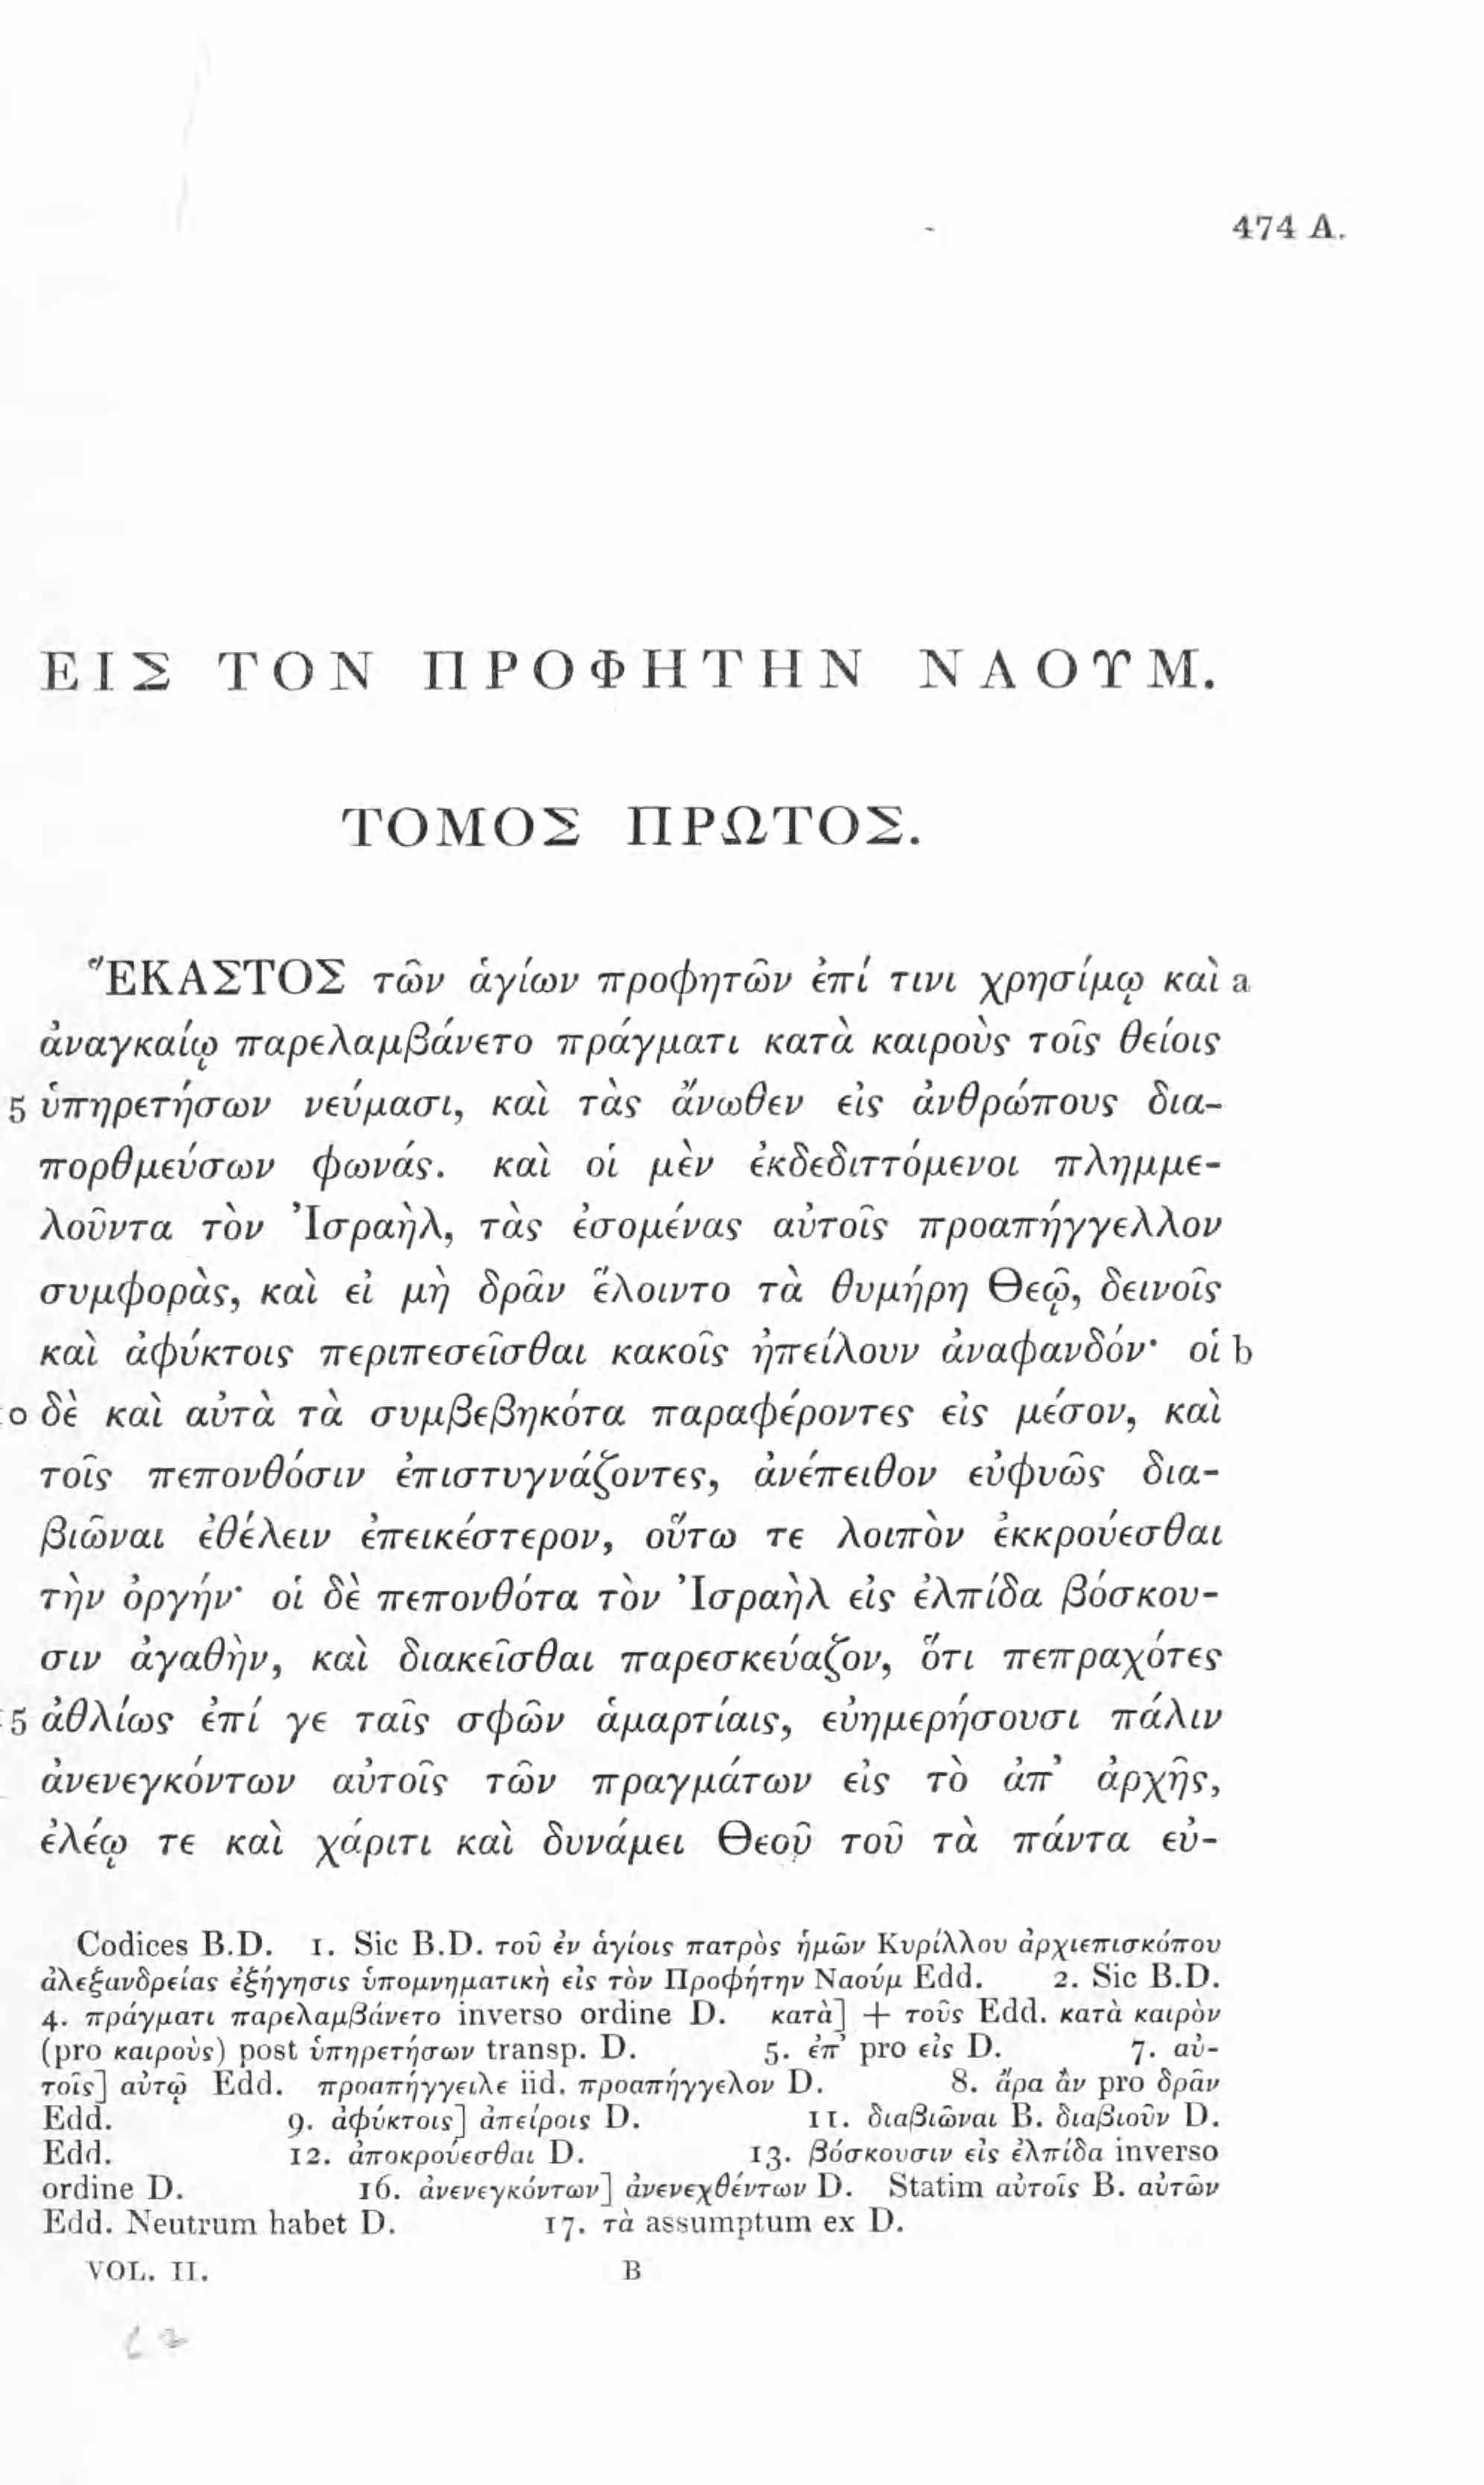 474 A.
ΕΙΣ ΤΟΝ ΠΡΟΦΗΤΗΝ ΝΑΟΥΜ.
ΤΟΜΟΣ ΠΡΩΤΟΣ.
ἝΚΑΣΤΟΣ τῶν ἁγίων προφητῶν ἐπί τινι χρησίμῳ καὶ a
ἀναγκαίῳ παρελαμβάνετο πράγματι κατὰ καιροὺς τοῖς θείοις
5 ὑπηρετήσων νεύμασι, καὶ τὰς ἄνωθεν εἰς ἀνθρώπους δια-
πορθμεύσων φωνάς. καὶ οἱ μὲν ἐκδεδιττόμενοι πλημμε-
λοῦντα τὸν Ἰσραὴλ, τὰς ἐσομένας αὐτοῖς προαπήγγελλον
συμφορὰς, καὶ εἰ μὴ δρᾶν ἕλοιντο τὰ θυμήρη Θεῷ, δεινοῖς
καὶ ἀφύκτοις περιπεσεῖσθαι κακοῖς ἠπείλουν ἀναφανδόν· οἱ b
0 δὲ καὶ αὐτὰ τὰ συμβεβηκότα παραφέροντες εἰς μέσον, καὶ
τοῖς πεπονθόσιν ἐπιστυγνάζοντες, ἀνέπειθον εὐφυῶς δια-
βιῶναι ἐθέλειν ἐπεικέστερον, οὕτω τε λοιπὸν ἐκκρούεσθαι
τὴν ὀργήν· οἱ δὲ πεπονθότα τὸν Ἰσραὴλ εἰς ἐλπίδα βόσκου-
σιν ἀγαθὴν, καὶ διακεῖσθαι παρεσκεύαζον, ὅτι πεπραχότες
5 ἀθλίως ἐπί γε ταῖς σφῶν ἁμαρτίαις, εὐημερήσουσι πάλιν
ἀνενεγκόντων αὐτοῖς τῶν πραγμάτων εἰς τὸ ἀπ᾽ ἀρχῆς,
ἐλέῳ τε καὶ χάριτι καὶ δυνάμει Θεοῦ τοῦ τὰ πάντα εὐ-
Codices B.D. 1. Sic B.D. τοῦ ἐν ἁγίοις πατρὸς ἡμῶν Κυρίλλου ἀρχιεπισκόπου
ἀλεξανδρείας ἐξήγησις ὑπομνηματικὴ εἰς τὸν Προφήτην Ναούμ Edd. 2. Sic B.D.
4. πράγματι παρελαμβάνετο inverso ordine D. κατὰ] + τοῦς Edd. κατὰ καιρὸν
(pro καιροὺς) post ὑπηρετήσων transp. D. 5. ἐπ᾽ pro εἰς D. 7. αὐ-
τοῖς] αὐτῷ Edd. προαπήγγειλε iid. προαπήγγελον D. 8. ἄρα ἂν pro δρᾶν
Edd. 9. ἀφύκτοις] ἀπείροις D. 11. διαβιῶναι B. διαβιοῦν D.
Edd. 12. ἀποκρούεσθαι D. 13. βόσκουσιν εἰς ἐλπίδα inverso
ordine D. 16. ἀνενεγκόντων] ἀνενεχθέντων D. Statim αὐτοῖς B. αὐτῶν
Edd. Neutrum habet D. 17. τὰ assumptum ex D.
VOL. II. B